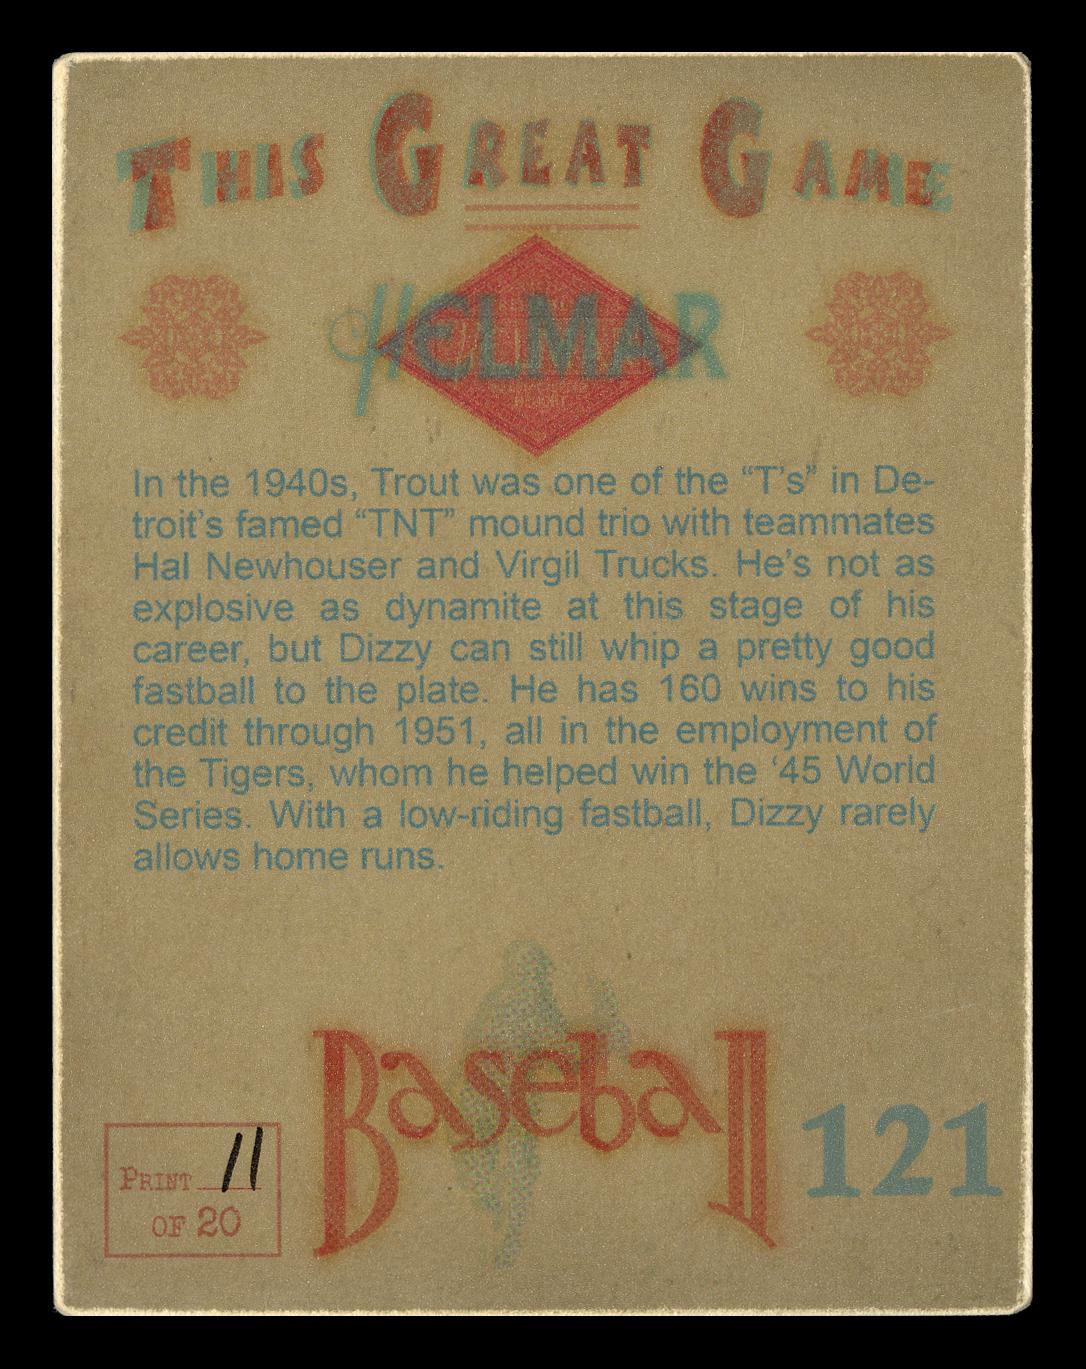 THIS GREAT GAME
HELMAR
In the 1940s, Trout was one of the “T's” in De-
troit's famed “TNT” mound trio with teammates
Hal Newhouser and Virgil Trucks. He's not as
explosive as dynamite at this stage of his
career, but Dizzy can still whip a pretty good
fastball to the plate. He has 160 wins to his
credit through 1951, all in the employment of
the Tigers, whom he helped win the ‘45 World
Series. With a low-riding fastball, Dizzy rarely
allows home runs.
Baseball
121
PRINT 11
OF 20